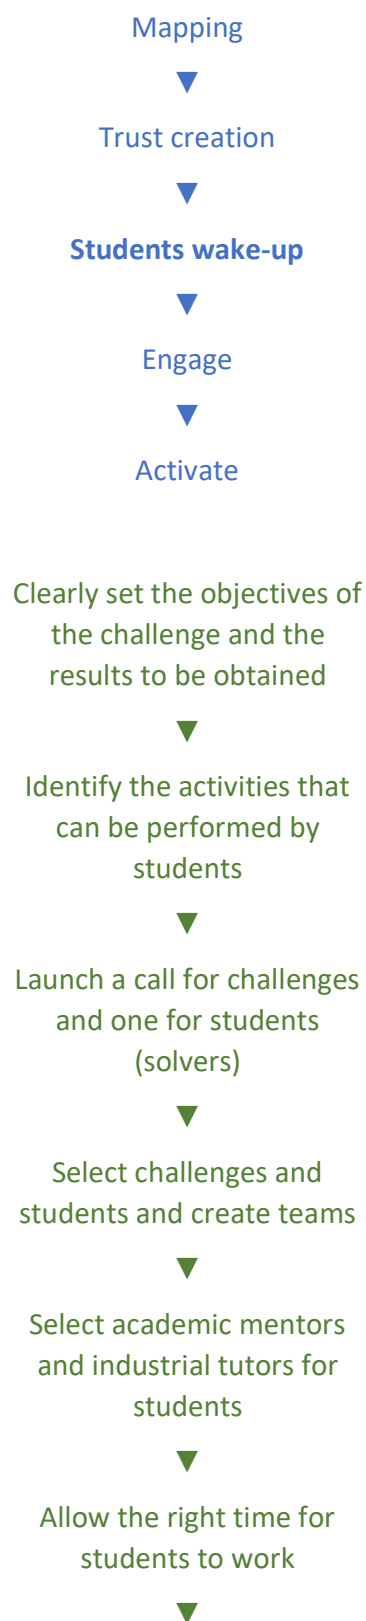 Mapping
▼
Trust creation
▼
Students wake-up
▼
Engage
▼
Activate
Clearly set the objectives of
the challenge and the
results to be obtained
▼
Identify the activities that
can be performed by
students
▼
Launch a call for challenges
and one for students
(solvers)
▼
Select challenges and
students and create teams
▼
Select academic mentors
and industrial tutors for
students
▼
Allow the right time for
students to work
▼